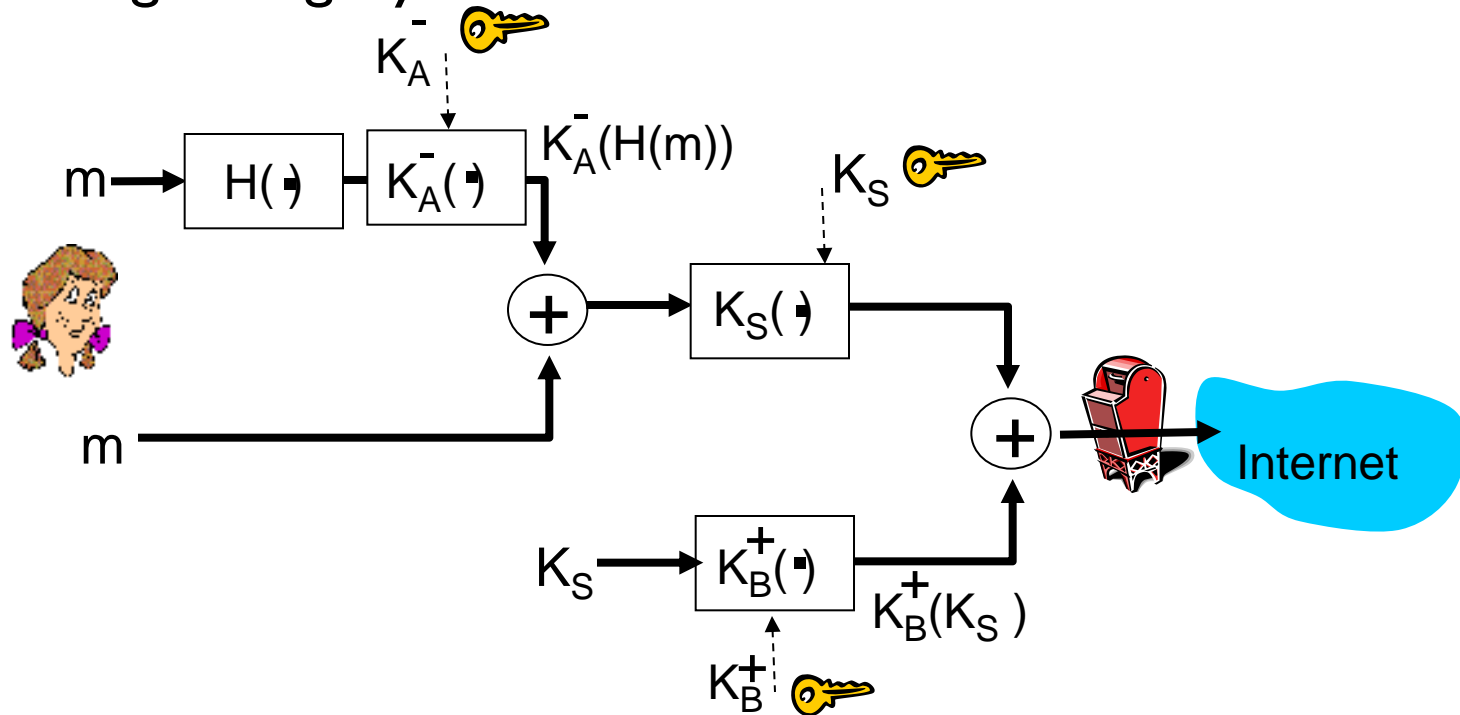 K_A^-
m
H(·)
K_A^-(·)
K_A^-(H(m))
K_S
+
K_S(·)
m
+
Internet
K_S
K_B^+(·)
K_B^+(K_S )
K_B^+